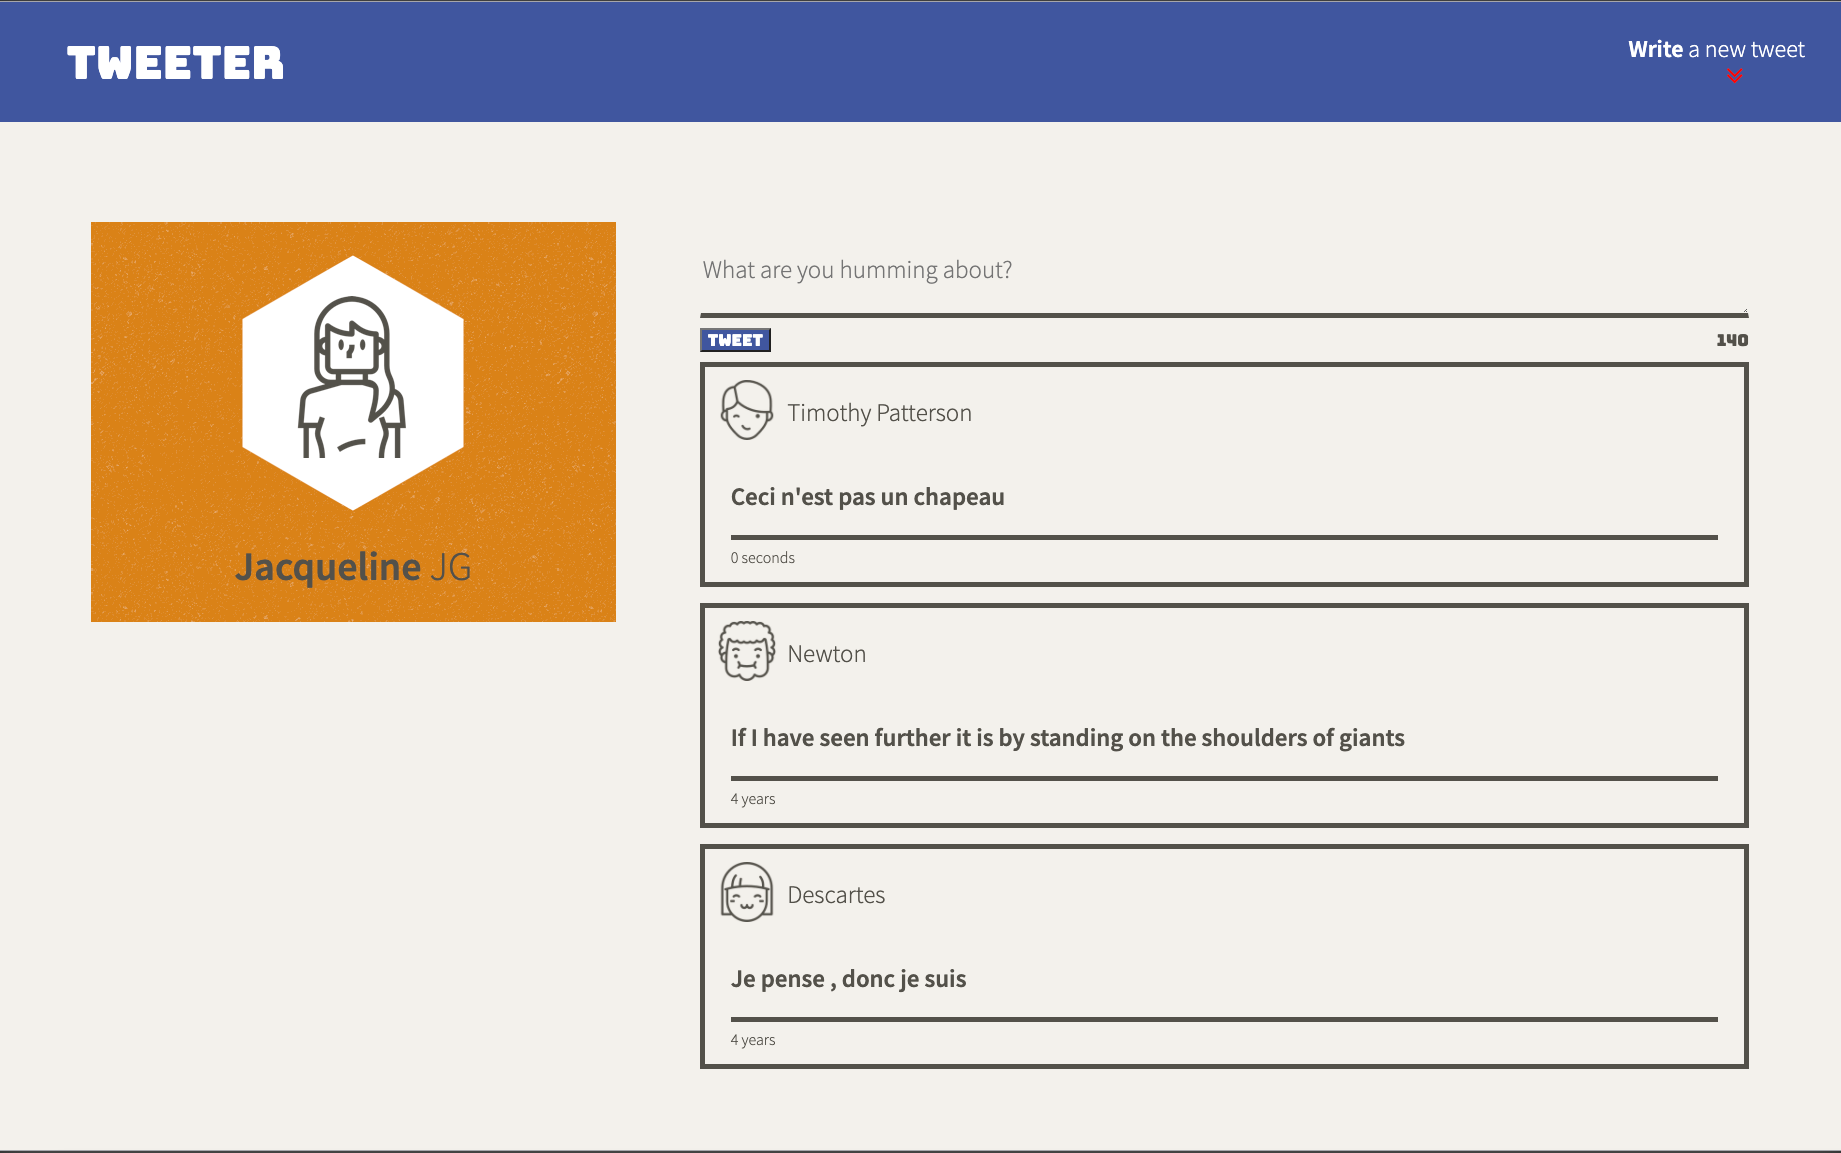 TWEETER
Write a new tweet
Jacqueline JG
What are you humming about?
TWEET
140
Timothy Patterson
Ceci n'est pas un chapeau
0 seconds
Newton
If I have seen further it is by standing on the shoulders of giants
4 years
Descartes
Je pense , donc je suis
4 years